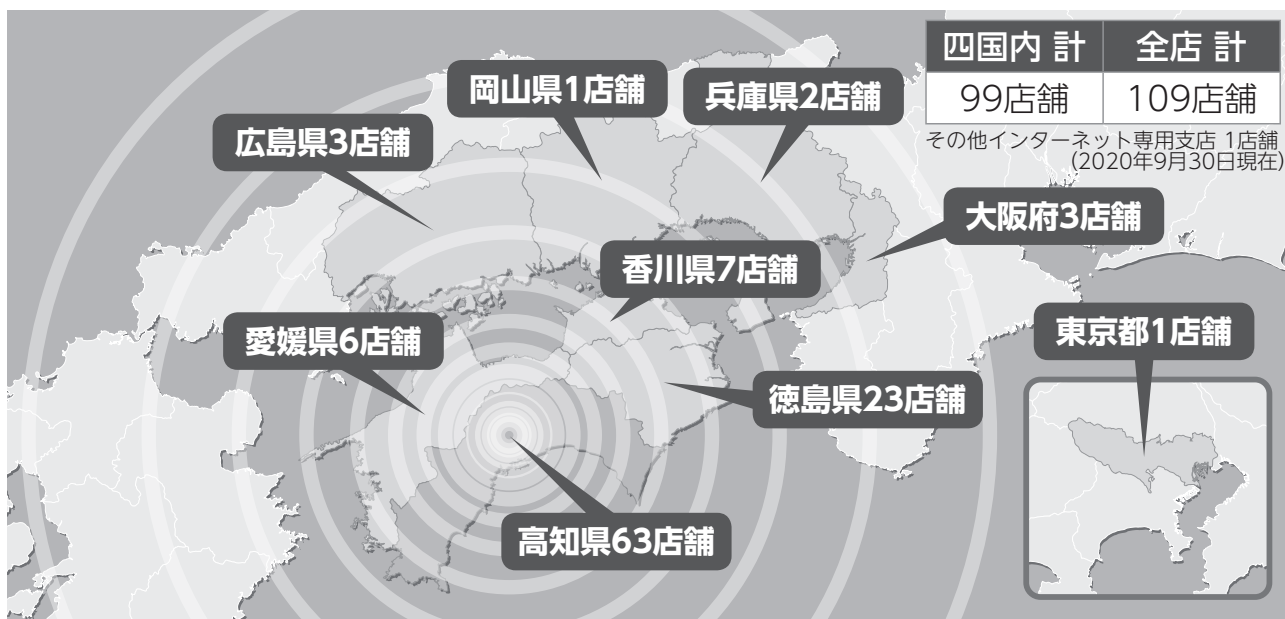 四国内 計 全店 計
99店舗 109店舗
その他インターネット専用支店 1店舗
(2020年9月30日現在)
岡山県1店舗
兵庫県2店舗
広島県3店舗
大阪府3店舗
香川県7店舗
愛媛県6店舗
東京都1店舗
徳島県23店舗
高知県63店舗